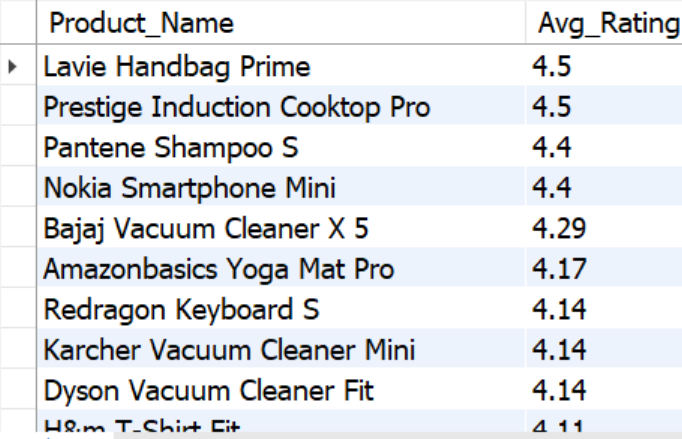 Product_Name Avg_Rating
Lavie Handbag Prime 4.5
Prestige Induction Cooktop Pro 4.5
Pantene Shampoo S 4.4
Nokia Smartphone Mini 4.4
Bajaj Vacuum Cleaner X 5 4.29
Amazonbasics Yoga Mat Pro 4.17
Redragon Keyboard S 4.14
Karcher Vacuum Cleaner Mini 4.14
Dyson Vacuum Cleaner Fit 4.14
H&m T-Shirt Fit 4.11